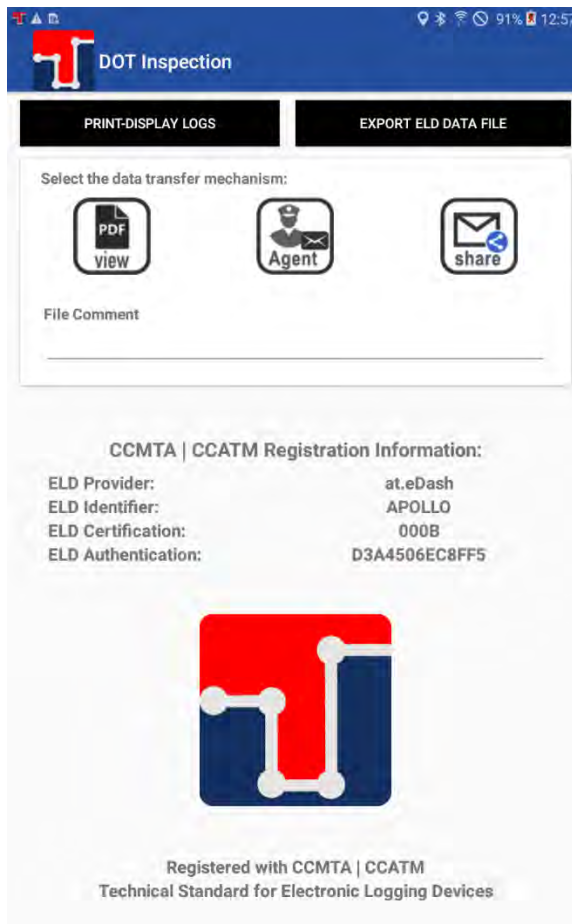 91% 12:57
DOT Inspection
PRINT-DISPLAY LOGS
EXPORT ELD DATA FILE
Select the data transfer mechanism:
PDF
view
Agent
share
File Comment
CCMTA | CCATM Registration Information:
ELD Provider: at.eDash
ELD Identifier: APOLLO
ELD Certification: 000B
ELD Authentication: D3A4506EC8FF5
Registered with CCMTA | CCATM
Technical Standard for Electronic Logging Devices